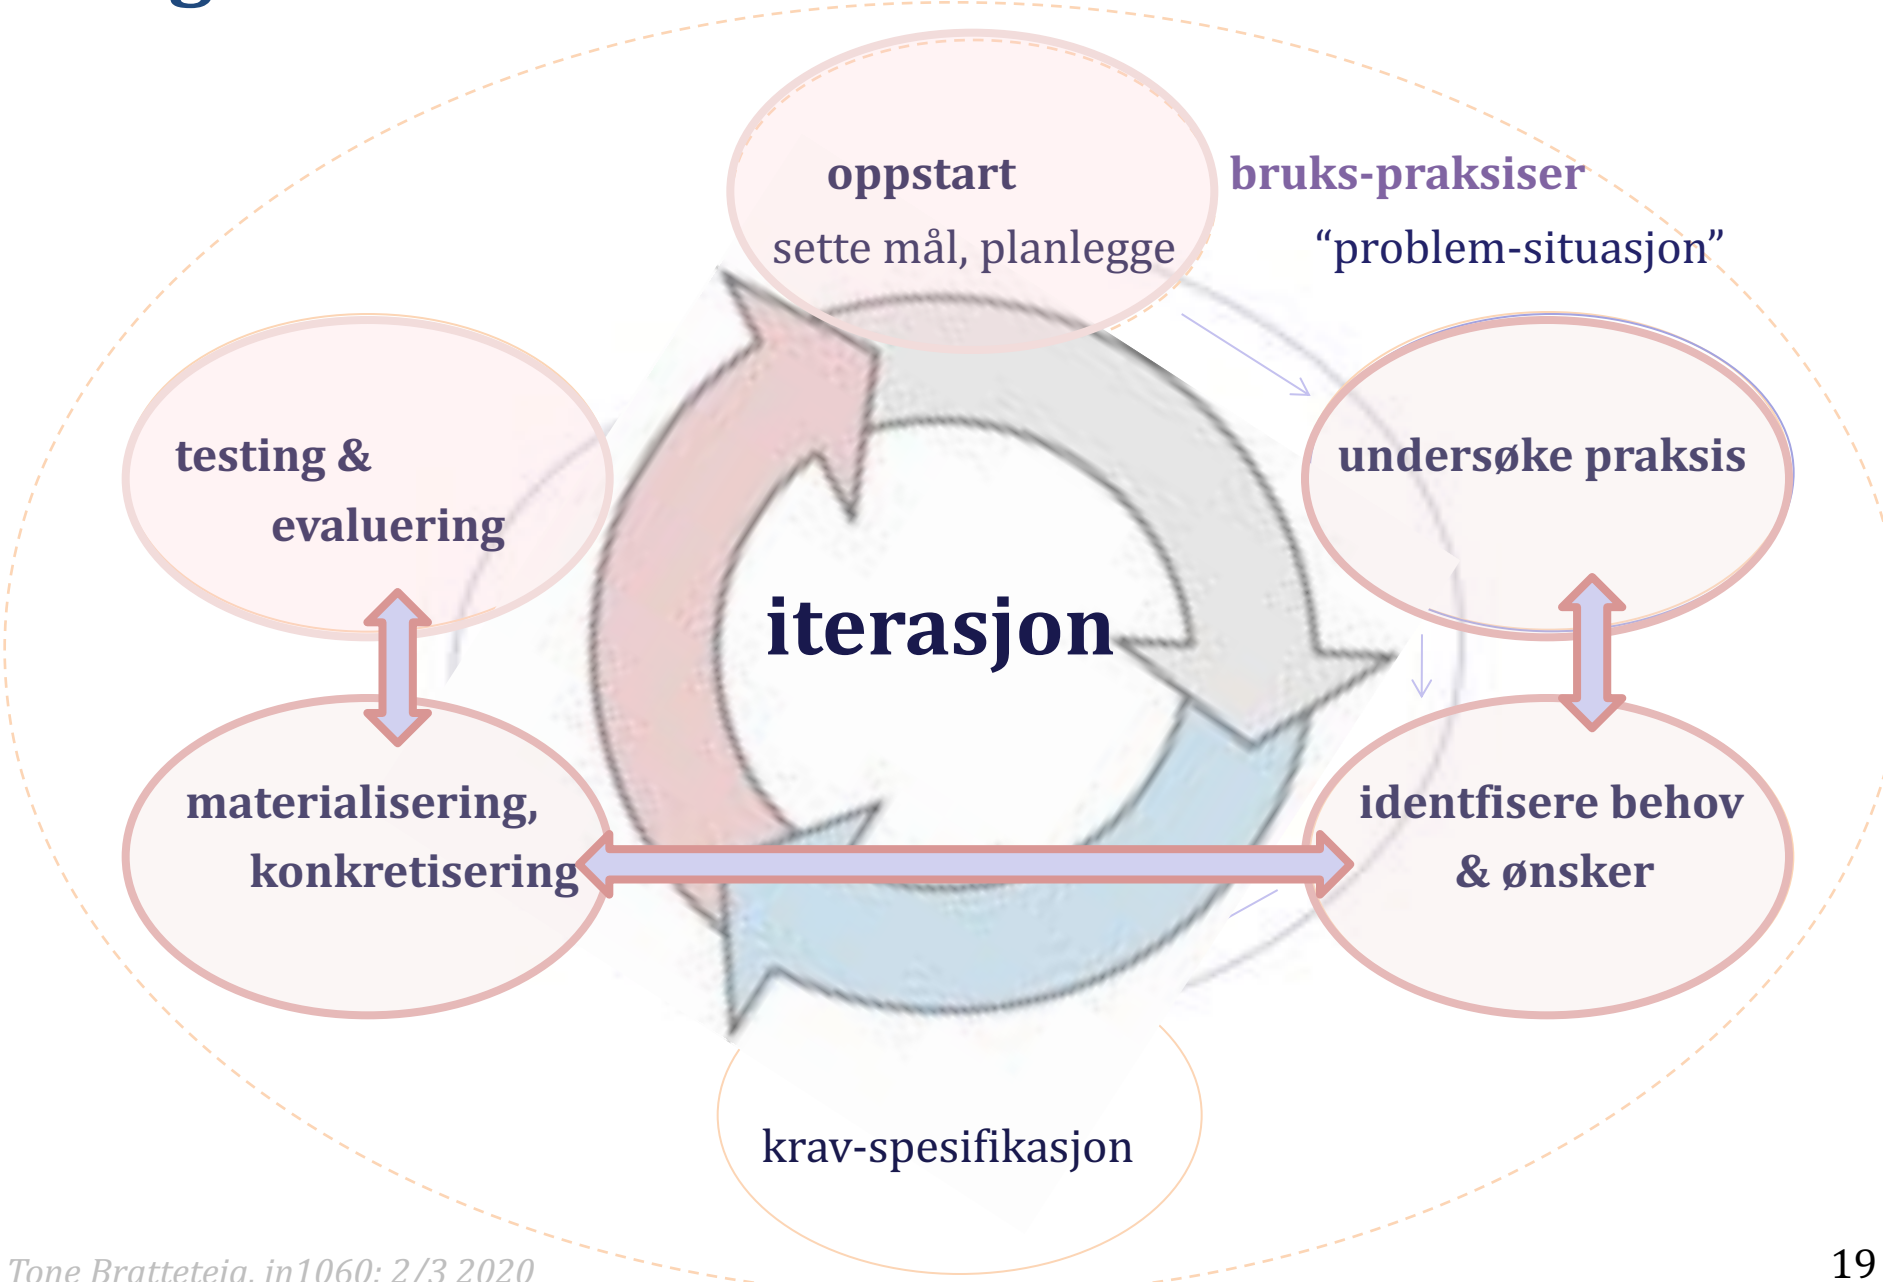 oppstart
sette mål, planlegge
bruks-praksiser
“problem-situasjon”
testing &
evaluering
undersøke praksis
iterasjon
materialisering,
konkretisering
identfisere behov
& ønsker
krav-spesifikasjon
Tone Bratteteig, in1060: 2/3 2020
19